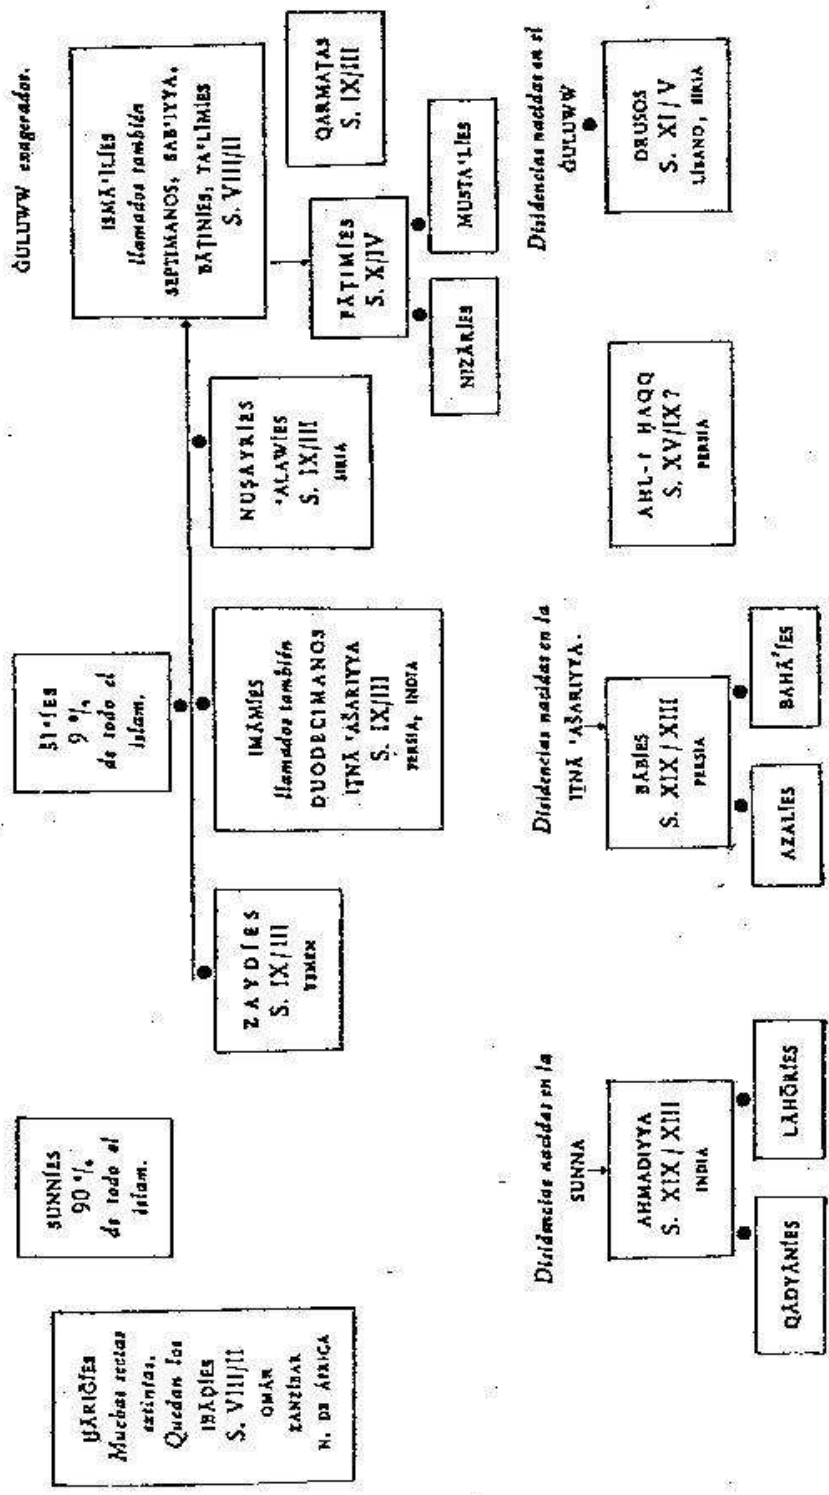 ḪĀRIǦÍES
Muchas sectas
extintas.
Quedan los
IBĀḌÍES
S. VIII/II
OMÁN
ZANZÍBAR
N. DE ÁFRICA
SUNNÍES
90 %
de todo el
islam.
ŠI‘ÍES
9 %
de todo el
islam.
ĠULUWW exagerados.
ZAYDÍES
S. IX/III
YEMEN
IMĀMÍES
llamados también
DUODECIMANOS
IṮNĀ ‘AŠARIYYA
S. IX/III
PERSIA, INDIA
NUṢAYRÍES
‘ALAWÍES
S. IX/III
SIRIA
ISMĀ‘ILÍES
llamados también
SEPTIMANOS, SAB‘IYYA,
BĀṬINÍES, TA‘LĪMÍES
S. VIII/II
FĀṬIMÍES
S. X/IV
QARMATAS
S. IX/III
NIZĀRÍES
MUSTA‘LÍES
Disidencias nacidas en la
SUNNA
AHMADIYYA
S. XIX/XIII
INDIA
QĀDYĀNÍES
LAHŌRÍES
Disidencias nacidas en la
IṮNĀ ‘AŠARIYYA.
BĀBÍES
S. XIX/XIII
PERSIA
AZALÍES
BAHĀ’ÍES
AHL-I ḤAQQ
S. XV/IX?
PERSIA
Disidencias nacidas en el
ĠULUWW
DRUSOS
S. XI/V
LÍBANO, SIRIA